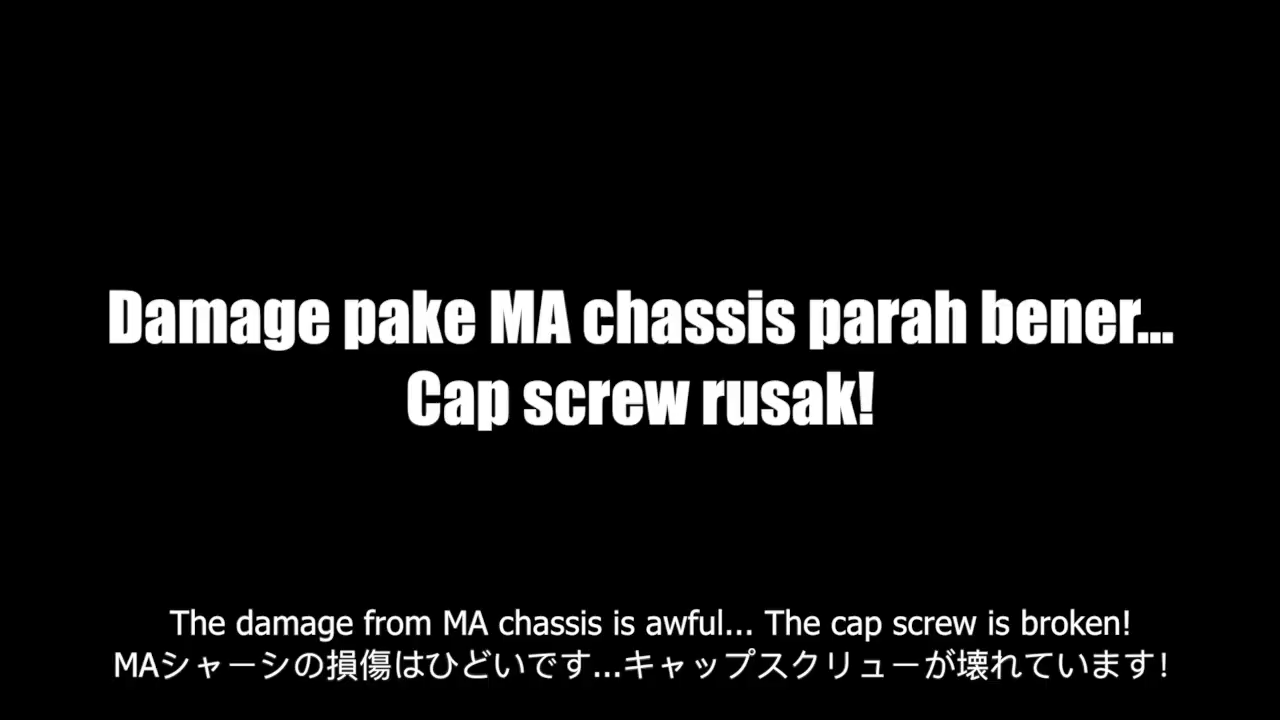 Damage pake MA chassis parah bener...
Cap screw rusak!
The damage from MA chassis is awful... The cap screw is broken!
MAシャーシの損傷はひどいです...キャップスクリューが壊れています!